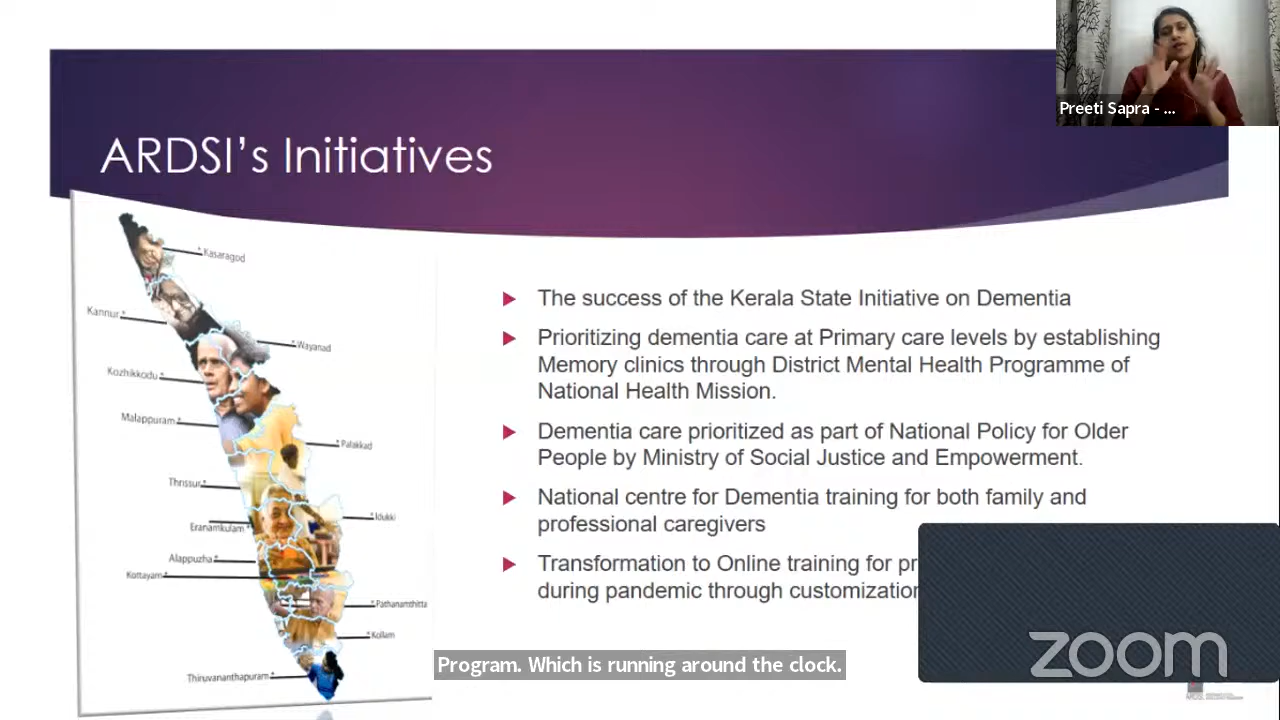 Preeti Sapra - ...
ARDSI's Initiatives
* Kasaragod
Kannur *
* Wayanad
Kozhikkodu *
Malappuram *
* Palakkad
Thrissur *
* Idukki
Eranamkulam *
Alappuzha *
Kottayam *
* Pathanamthitta
* Kollam
Thiruvananthapuram *
The success of the Kerala State Initiative on Dementia
Prioritizing dementia care at Primary care levels by establishing
Memory clinics through District Mental Health Programme of
National Health Mission.
Dementia care prioritized as part of National Policy for Older
People by Ministry of Social Justice and Empowerment.
National centre for Dementia training for both family and
professional caregivers
Transformation to Online training for
during pandemic through
Program. Which is running around the clock.
zoom
ARDSI